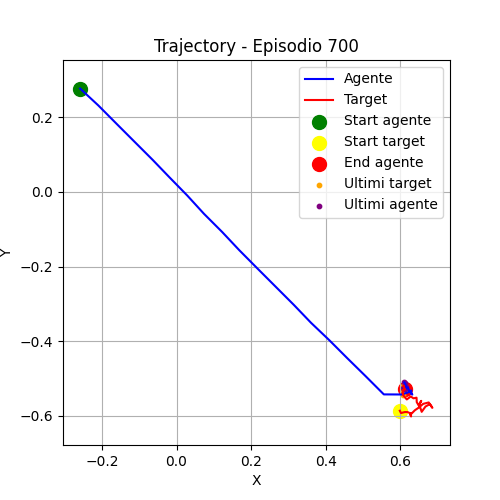 Trajectory - Episodio 700
Agente
Target
Start agente
Start target
End agente
Ultimi target
Ultimi agente
0.2
0.0
−0.2
−0.4
−0.6
Y
−0.2
0.0
0.2
0.4
0.6
X